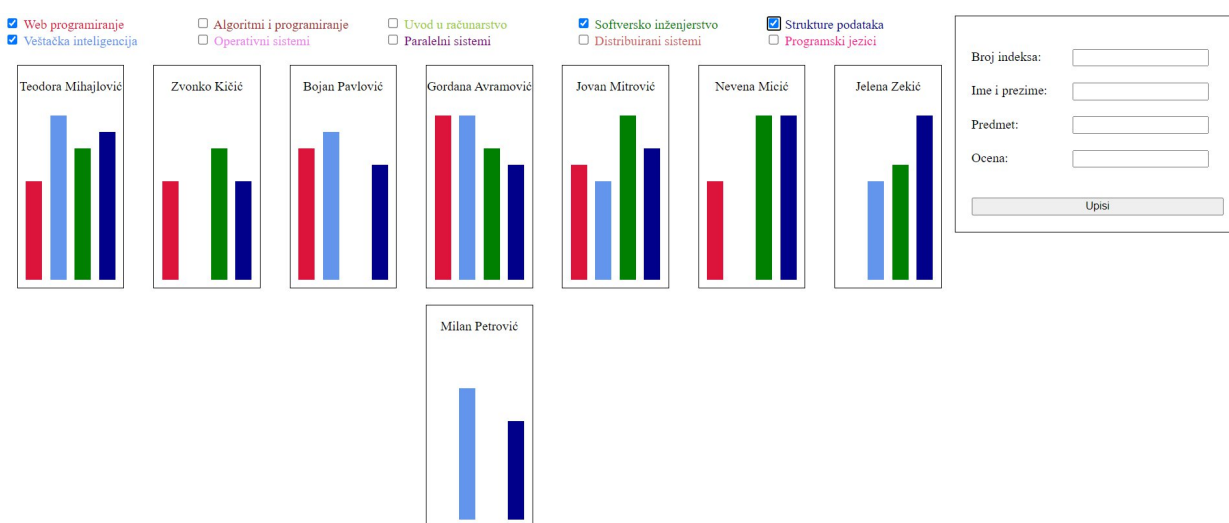 Web programiranje Algoritmi i programiranje Uvod u računarstvo Softversko inženjerstvo Strukture podataka
Veštačka inteligencija Operativni sistemi Paralelni sistemi Distribuirani sistemi Programski jezici
Teodora Mihajlović Zvonko Kičić Bojan Pavlović Gordana Avramović Jovan Mitrović Nevena Micić Jelena Zekić
Broj indeksa:
Ime i prezime:
Predmet:
Ocena:
Upisi
Milan Petrović